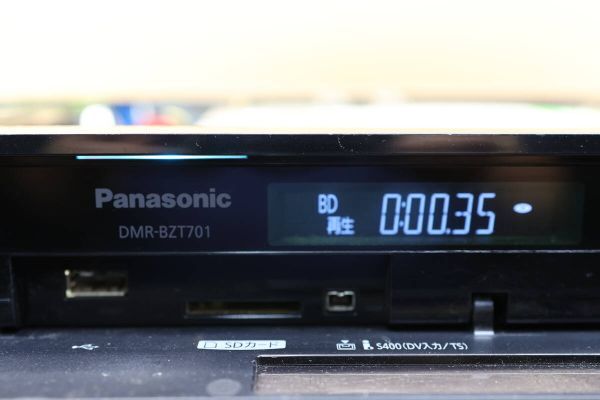 Panasonic
DMR-BZT701
BD
再生
0:00.35
SDカード
S400(DV入力/TS)